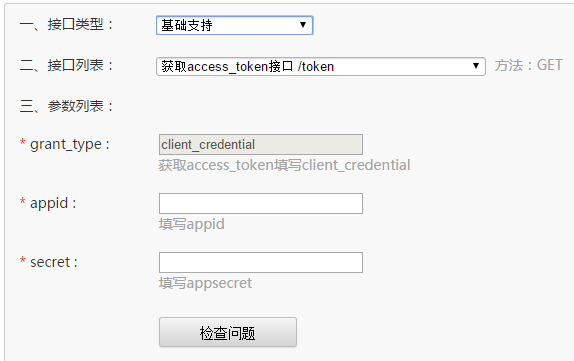 一、接口类型： 基础支持
二、接口列表： 获取access_token接口 /token 方法：GET
三、参数列表：
* grant_type : client_credential
获取access_token填写client_credential
* appid :
填写appid
* secret :
填写appsecret
检查问题